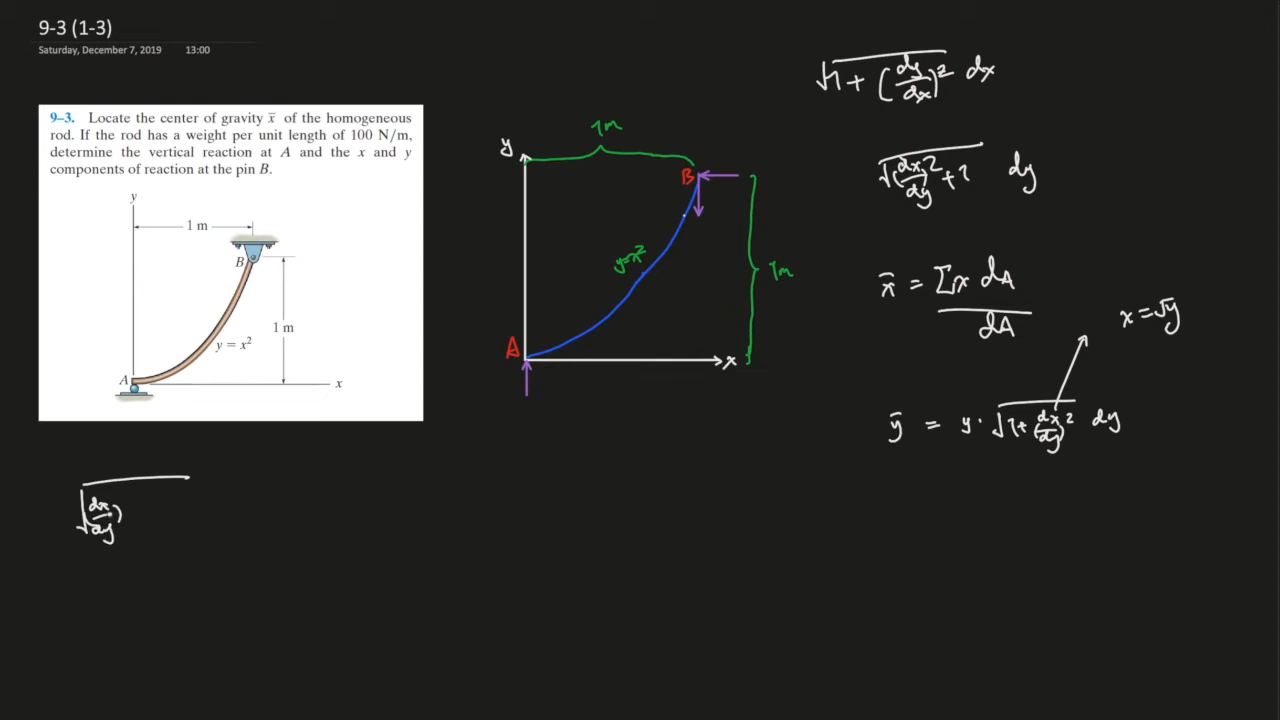 9-3 (1-3)
Saturday, December 7, 2019 13:00
9–3. Locate the center of gravity x̄ of the homogeneous
rod. If the rod has a weight per unit length of 100 N/m,
determine the vertical reaction at A and the x and y
components of reaction at the pin B.
y
1 m
B
1 m
y = x²
A
x
y
1m
B
y=x²
1m
A
x
√1 + (dy/dx)² dx
√(dx/dy)² + 1 dy
x̄ = Σx dA / dA
x = √y
ȳ = y · √1 + (dx/dy)² dy
√(dx/dy)